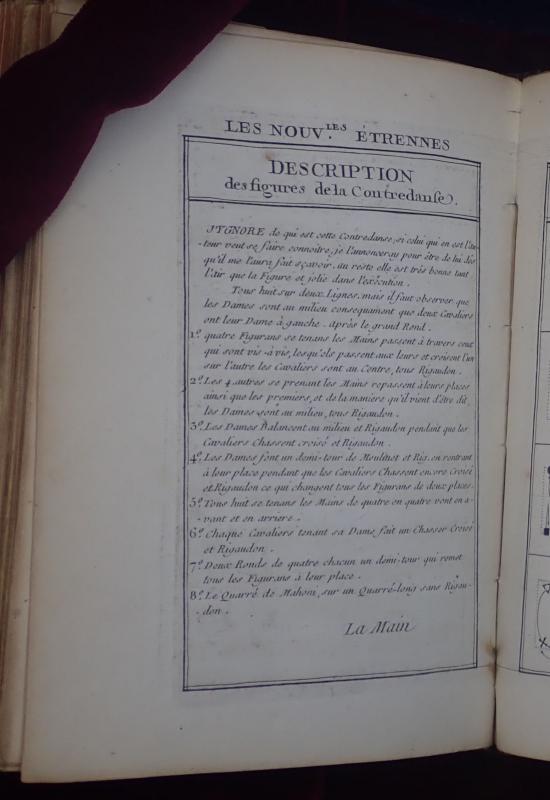 LES NOUV.LES ÉTRENNES
DESCRIPTION
des figures de la Contredanse.
J'YGNORE de qui est cette Contredanse; si celui qui en est l'au-
-teur veut se faire connoître, je l'annonceray pour être de lui dès
qu'il me l'aura fait sçavoir, au reste elle est très bonne tant
l'air que la Figure et jolie dans l'exécution.
Tous huit sur deux Lignes, mais il faut observer que
les Dames sont au milieu consequament que deux Cavaliers
ont leur Dame à gauche. après le grand Rond.
1.° quatre Figurans se tenans les Mains passent à travers ceux
qui sont vis-à-vis, lesquels passent aux leurs et croisent l'un
sur l'autre les Cavaliers sont au Contre, tous Rigaudon.
2.° Les 4. autres se prenant les Mains repassent à leurs places
ainsi que les premiers, et de la maniere qu'il vient d'être dit,
les Dames sont au milieu, tous Rigaudon.
3.° Les Dames Balancent au milieu et Rigaudon pendant que les
Cavaliers Chassent croisé et Rigaudon.
4.° Les Dames font un demi-tour de Moulinet et Rig. en rentrant
à leur place pendant que les Cavaliers Chassent encore Croisé
et Rigaudon ce qui changent tous les Figurans de deux places.
5.° Tous huit se tenans les Mains de quatre en quatre vont en a-
-vant et en arriere.
6.° Chaque Cavaliers tenant sa Dame fait un Chasser Croisé
et Rigaudon.
7.° Deux Ronds de quatre chacun un demi-tour qui remet
tous les Figurans à leur place.
8.° Le Quarré de Mahoni, sur un Quarré-long sans Rigau-
don.
La Main